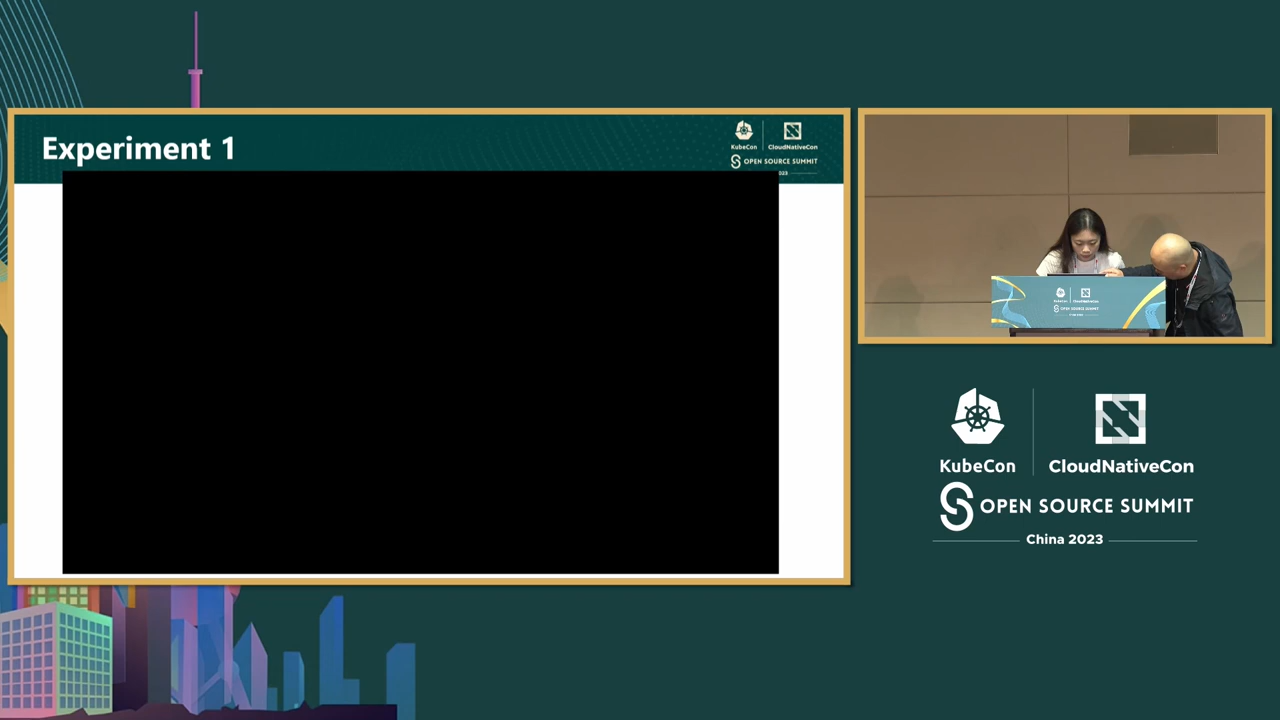 Experiment 1
KubeCon
CloudNativeCon
OPEN SOURCE SUMMIT
KubeCon
CloudNativeCon
OPEN SOURCE SUMMIT
China 2023